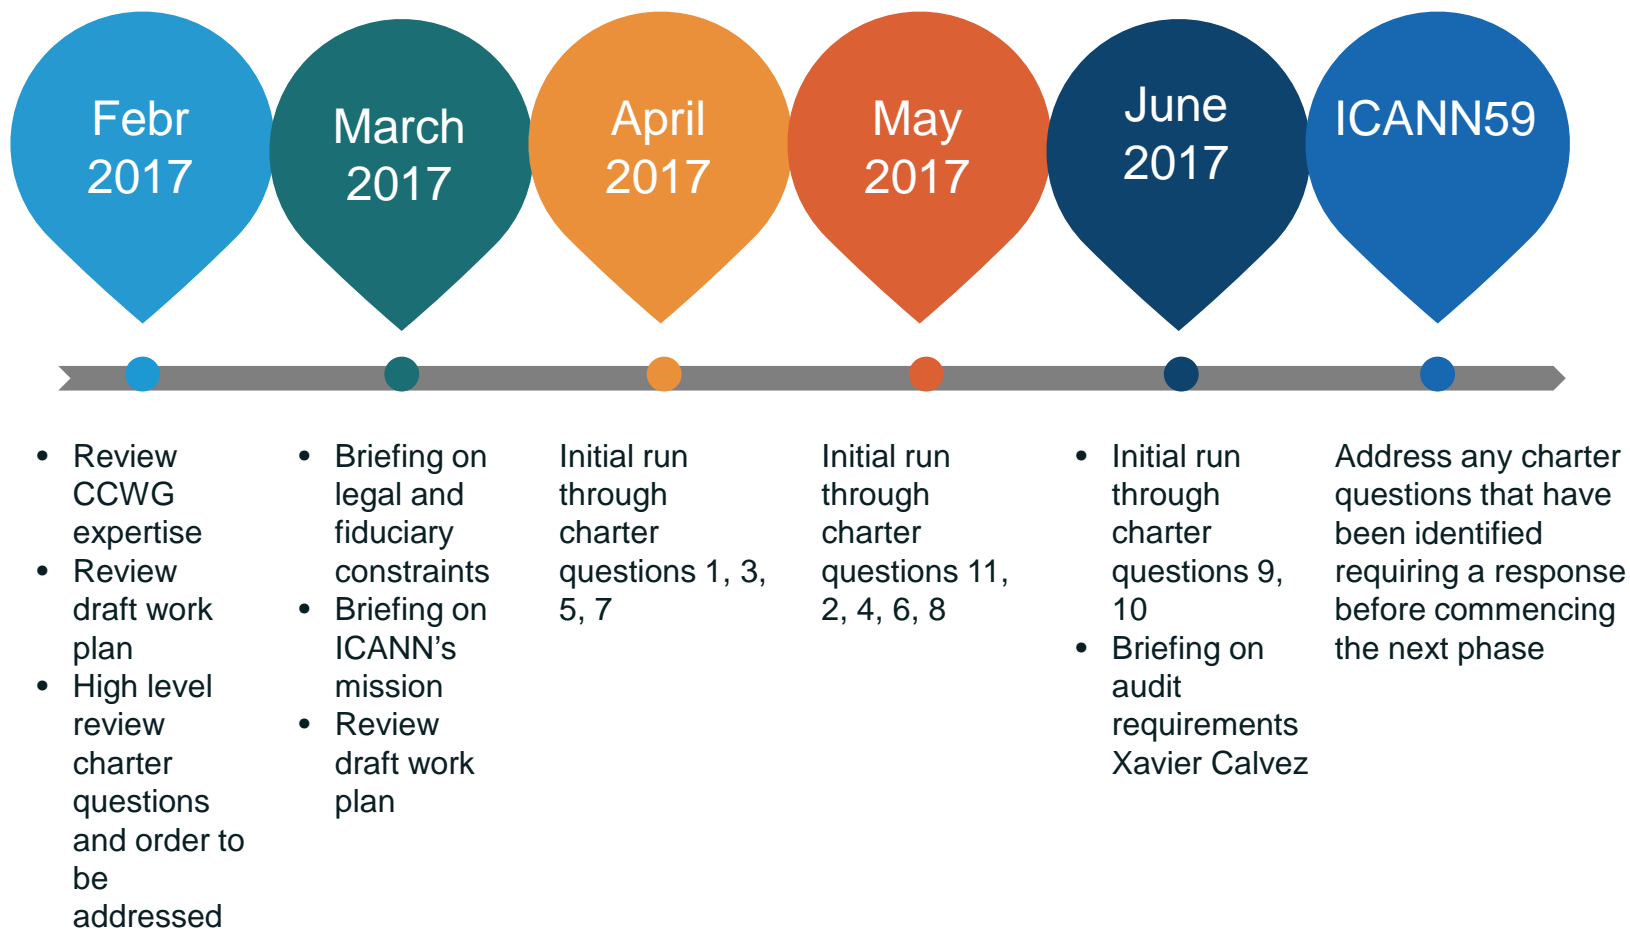 Febr
2017
March
2017
April
2017
May
2017
June
2017
ICANN59
• Review
CCWG
expertise
• Review
draft work
plan
• High level
review
charter
questions
and order to
be
addressed
• Briefing on
legal and
fiduciary
constraints
• Briefing on
ICANN’s
mission
• Review
draft work
plan
Initial run
through
charter
questions 1, 3,
5, 7
Initial run
through
charter
questions 11,
2, 4, 6, 8
• Initial run
through
charter
questions 9,
10
• Briefing on
audit
requirements
Xavier Calvez
Address any charter
questions that have
been identified
requiring a response
before commencing
the next phase